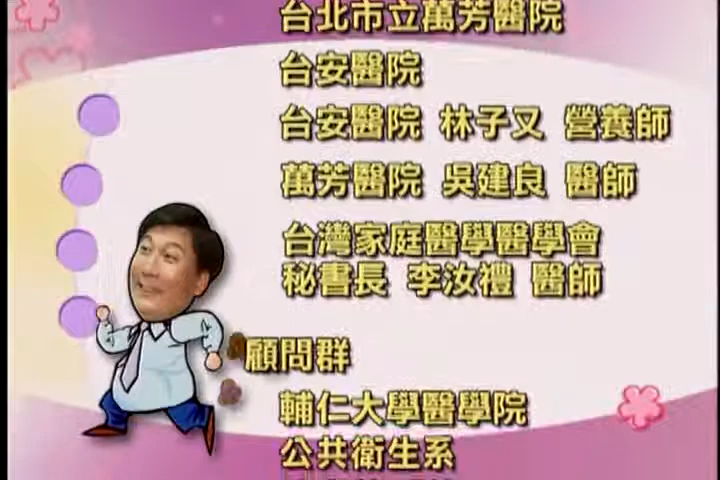 台北市立萬芳醫院
台安醫院
台安醫院 林子又 營養師
萬芳醫院 吳建良 醫師
台灣家庭醫學醫學會
秘書長 李汝禮 醫師
顧問群
輔仁大學醫學院
公共衛生系